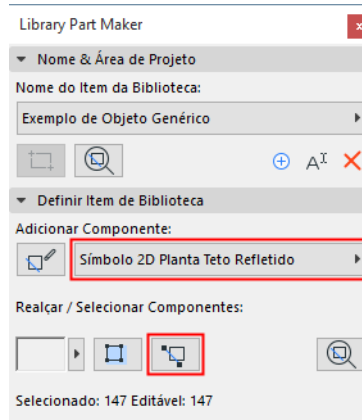 Library Part Maker
Nome & Área de Projeto
Nome do Item da Biblioteca:
Exemplo de Objeto Genérico
Definir Item de Biblioteca
Adicionar Componente:
Símbolo 2D Planta Teto Refletido
Realçar / Selecionar Componentes:
Selecionado: 147 Editável: 147